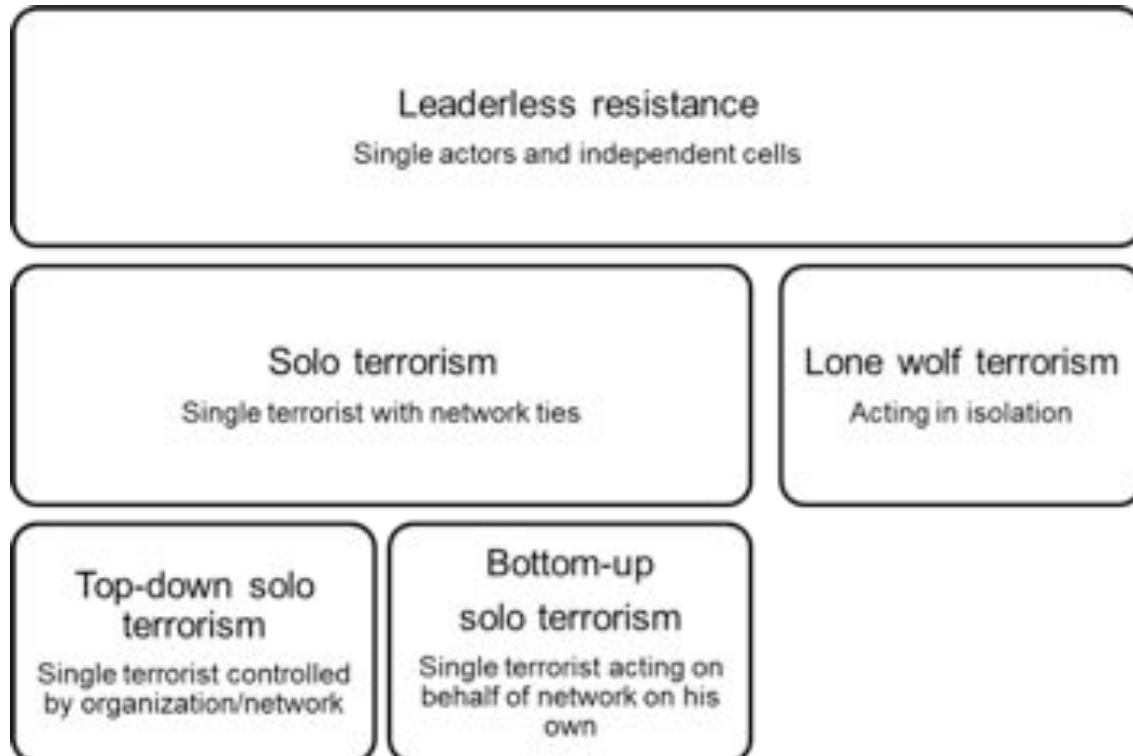 Leaderless resistance
Single actors and independent cells
Solo terrorism
Single terrorist with network ties
Lone wolf terrorism
Acting in isolation
Top-down solo
terrorism
Single terrorist controlled
by organization/network
Bottom-up
solo terrorism
Single terrorist acting on
behalf of network on his
own